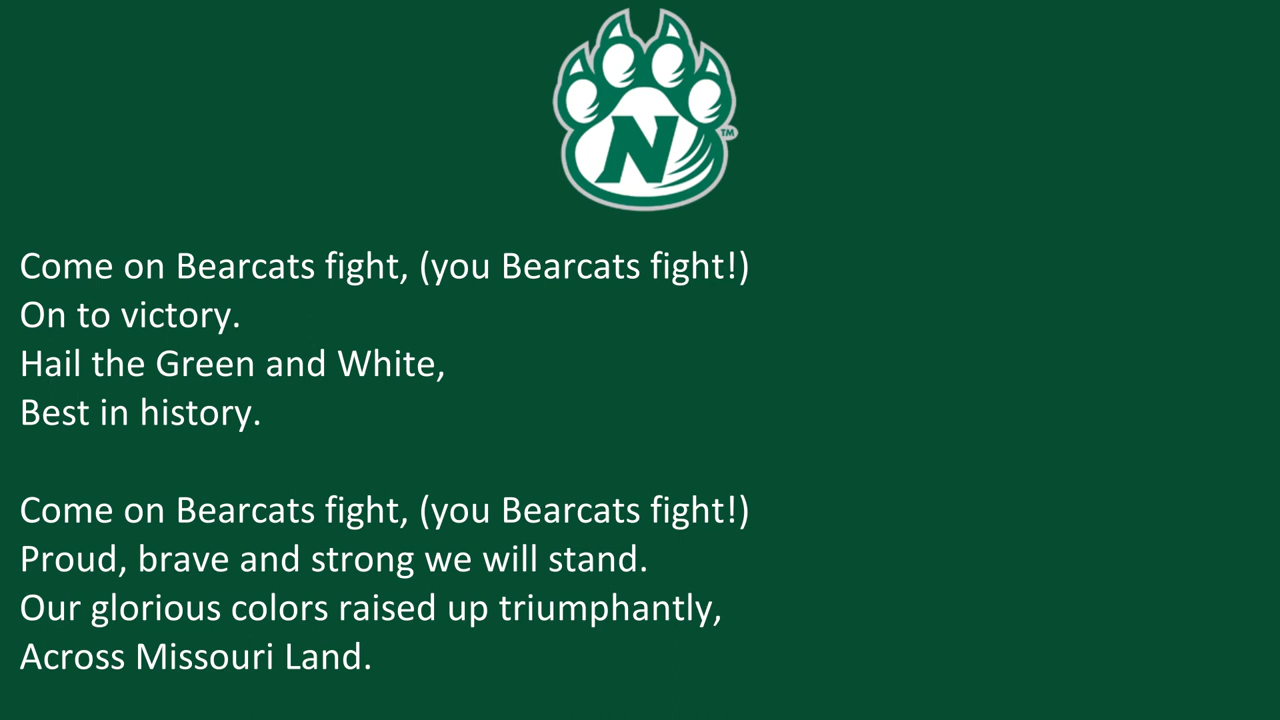 N
TM
Come on Bearcats fight, (you Bearcats fight!)
On to victory.
Hail the Green and White,
Best in history.
Come on Bearcats fight, (you Bearcats fight!)
Proud, brave and strong we will stand.
Our glorious colors raised up triumphantly,
Across Missouri Land.